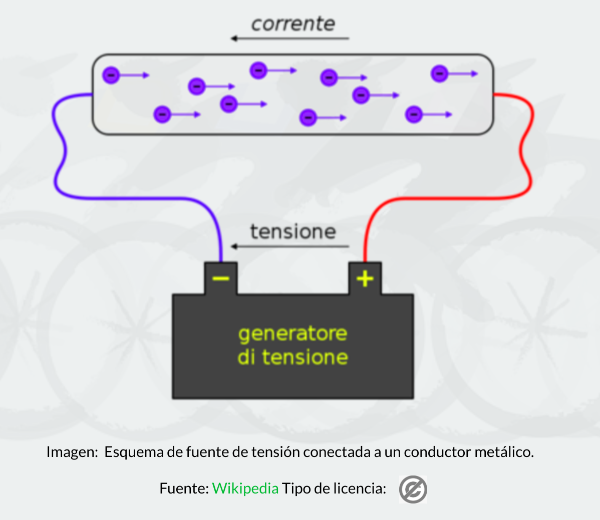 corrente
tensione
− +
generatore
di tensione
Imagen: Esquema de fuente de tensión conectada a un conductor metálico.
Fuente: Wikipedia Tipo de licencia: